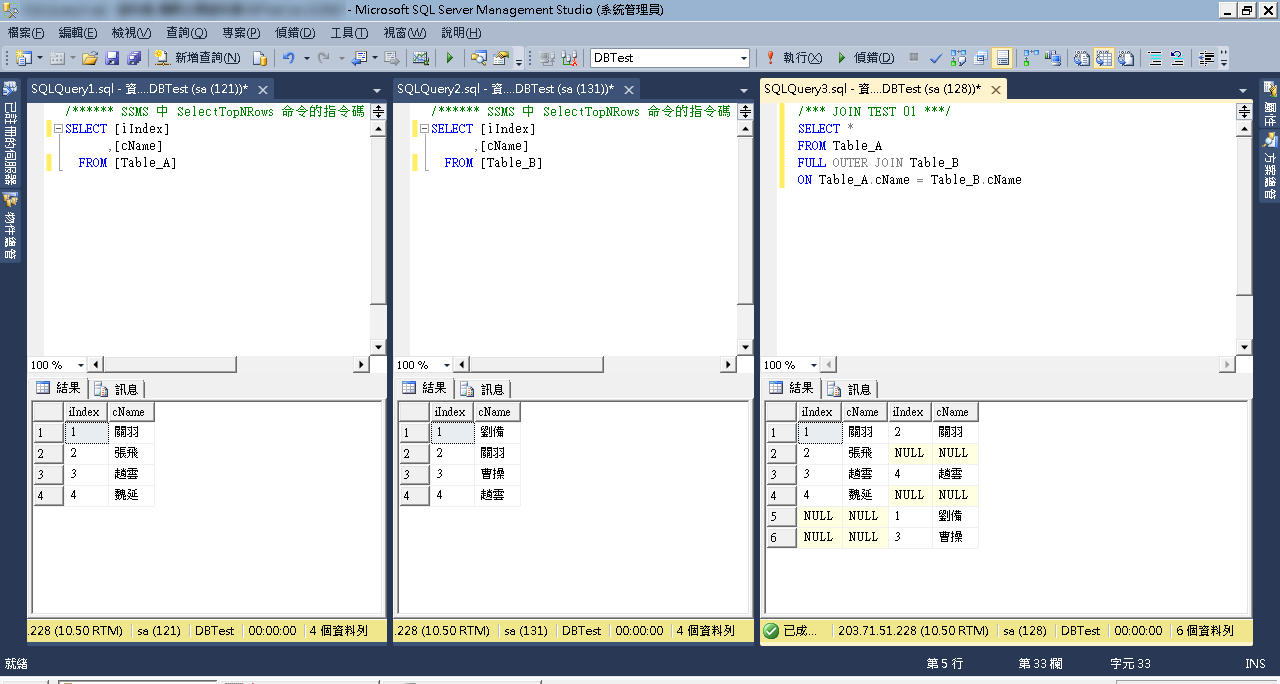 - Microsoft SQL Server Management Studio (系統管理員)
檔案(F) 編輯(E) 檢視(V) 查詢(Q) 專案(P) 偵錯(D) 工具(T) 視窗(W) 說明(H)
新增查詢(N) DBTest 執行(X) 偵錯(D)
已註冊的伺服器
物件總管
SQLQuery1.sql - 資...DBTest (sa (121))*
/****** SSMS 中 SelectTopNRows 命令的指令碼
SELECT [iIndex]
,[cName]
FROM [Table_A]
100 %
結果 訊息
iIndex cName
1 1 關羽
2 2 張飛
3 3 趙雲
4 4 魏延
.228 (10.50 RTM) sa (121) DBTest 00:00:00 4 個資料列
SQLQuery2.sql - 資...DBTest (sa (131))*
/****** SSMS 中 SelectTopNRows 命令的指令碼
SELECT [iIndex]
,[cName]
FROM [Table_B]
100 %
結果 訊息
iIndex cName
1 1 劉備
2 2 關羽
3 3 曹操
4 4 趙雲
.228 (10.50 RTM) sa (131) DBTest 00:00:00 4 個資料列
SQLQuery3.sql - 資...DBTest (sa (128))*
/*** JOIN TEST 01 ***/
SELECT *
FROM Table_A
FULL OUTER JOIN Table_B
ON Table_A.cName = Table_B.cName
100 %
結果 訊息
iIndex cName iIndex cName
1 1 關羽 2 關羽
2 2 張飛 NULL NULL
3 3 趙雲 4 趙雲
4 4 魏延 NULL NULL
5 NULL NULL 1 劉備
6 NULL NULL 3 曹操
已成... 203.71.51.228 (10.50 RTM) sa (128) DBTest 00:00:00 6 個資料列
屬性
方案總管
就緒 第 5 行 第 33 欄 字元 33 INS